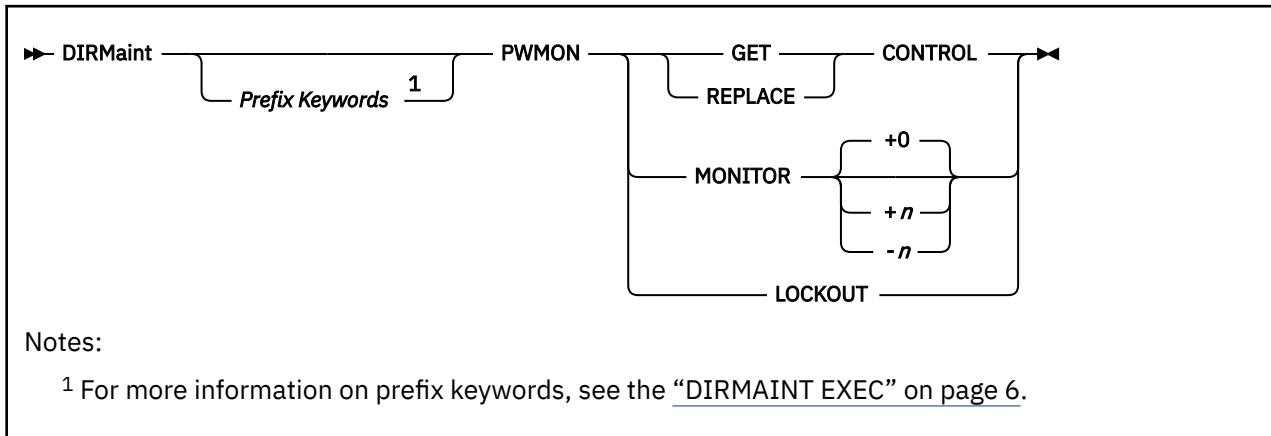 DIRMaint Prefix Keywords 1 PWMON GET CONTROL
REPLACE
MONITOR +0
+n
-n
LOCKOUT
Notes:
1 For more information on prefix keywords, see the “DIRMAINT EXEC” on page 6.